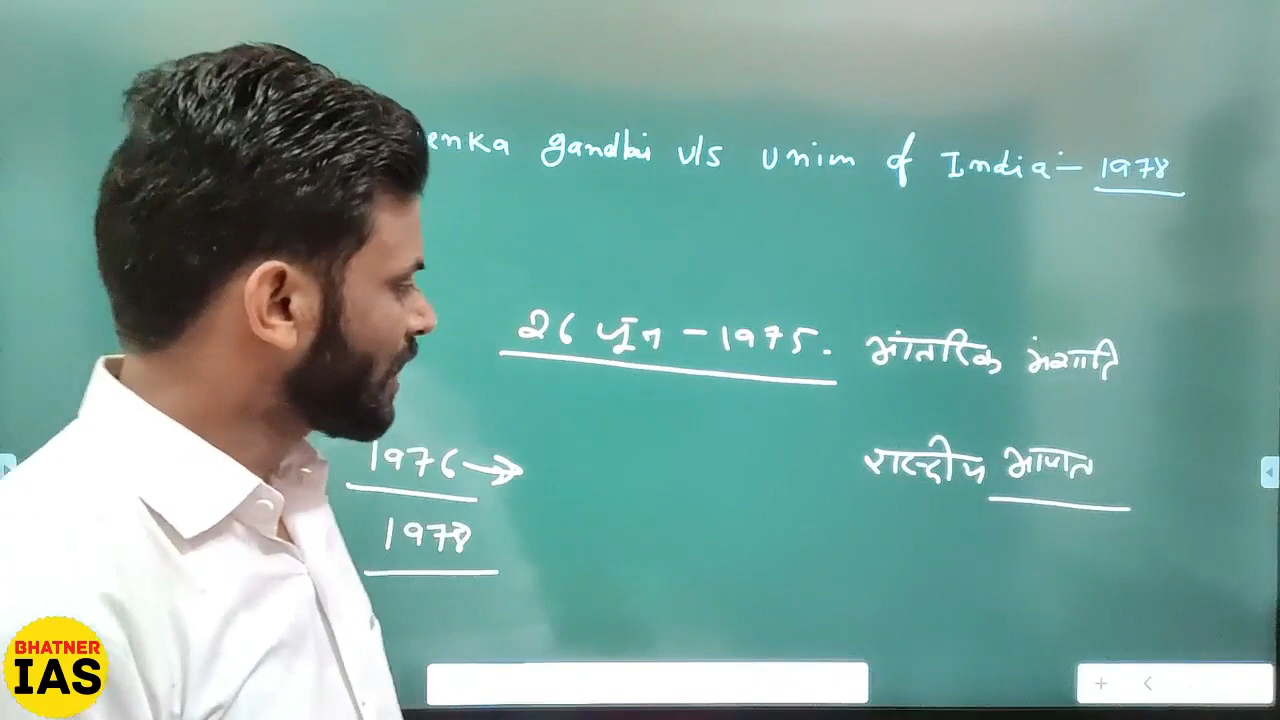 enka gandhi v/s union of India:- 1978
26 जून - 1975. आंतरिक अशांति
राष्ट्रीय आपात
1976 →
1978
BHATNER
IAS